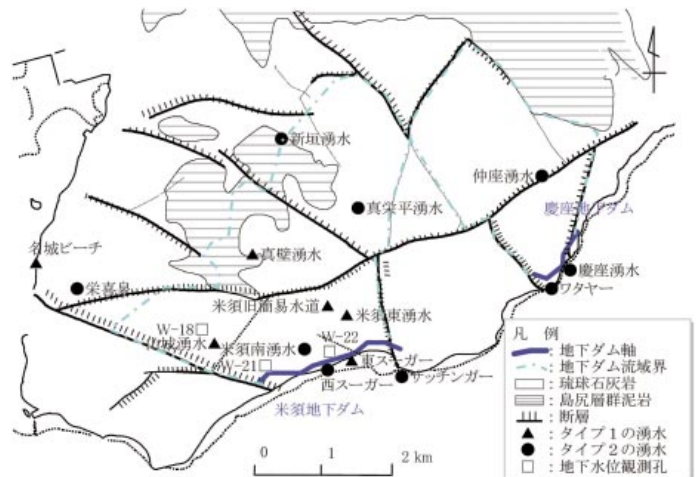 新垣湧水
仲座湧水
真栄平湧水
慶座地下ダム
名城ビーチ
真壁湧水
慶座湧水
栄喜泉
ワタヤー
米須旧簡易水道
米須東湧水
W-18
W-22
湧水
米須南湧水
東スーガー
W-21
西スーガー
サッチンガー
米須地下ダム
0 1 2 km
凡 例
：地下ダム軸
：地下ダム流域界
：琉球石灰岩
：島尻層群泥岩
：断層
：タイプ１の湧水
：タイプ２の湧水
：地下水位観測孔